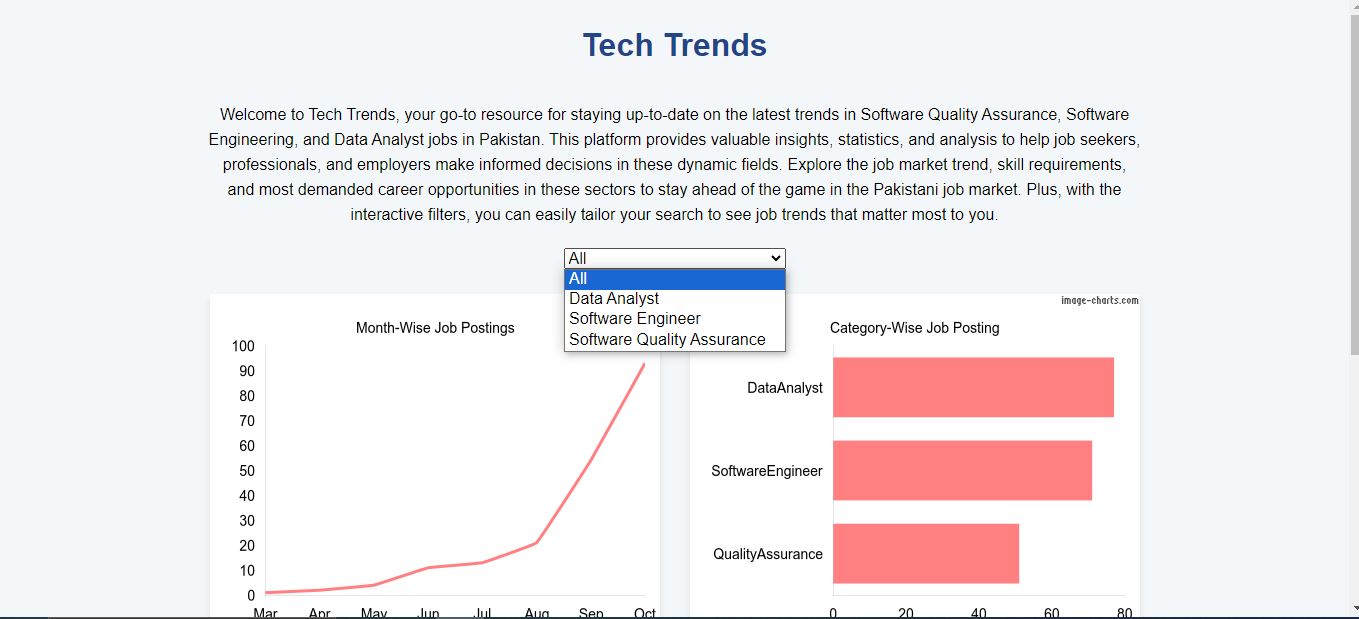 Tech Trends
Welcome to Tech Trends, your go-to resource for staying up-to-date on the latest trends in Software Quality Assurance, Software
Engineering, and Data Analyst jobs in Pakistan. This platform provides valuable insights, statistics, and analysis to help job seekers,
professionals, and employers make informed decisions in these dynamic fields. Explore the job market trend, skill requirements,
and most demanded career opportunities in these sectors to stay ahead of the game in the Pakistani job market. Plus, with the
interactive filters, you can easily tailor your search to see job trends that matter most to you.
All
All
Data Analyst
Software Engineer
Software Quality Assurance
Month-Wise Job Postings
100
90
80
70
60
50
40
30
20
10
0
Mar Apr May Jun Jul Aug Sep Oct
image-charts.com
Category-Wise Job Posting
DataAnalyst
SoftwareEngineer
QualityAssurance
0 20 40 60 80